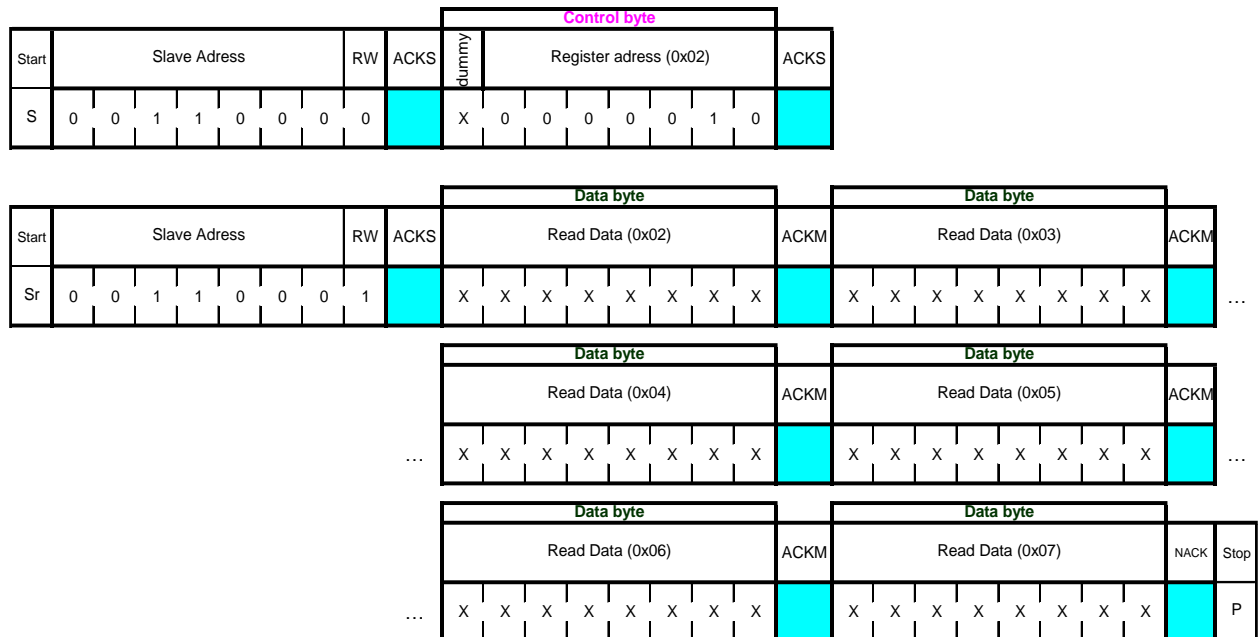 Control byte
Start Slave Adress RW ACKS dummy Register adress (0x02) ACKS
S 0 0 1 1 0 0 0 0 X 0 0 0 0 0 1 0
Data byte Data byte
Start Slave Adress RW ACKS Read Data (0x02) ACKM Read Data (0x03) ACKM
Sr 0 0 1 1 0 0 0 1 X X X X X X X X X X X X X X X X …
Data byte Data byte
Read Data (0x04) ACKM Read Data (0x05) ACKM
… X X X X X X X X X X X X X X X X …
Data byte Data byte
Read Data (0x06) ACKM Read Data (0x07) NACK Stop
… X X X X X X X X X X X X X X X X P